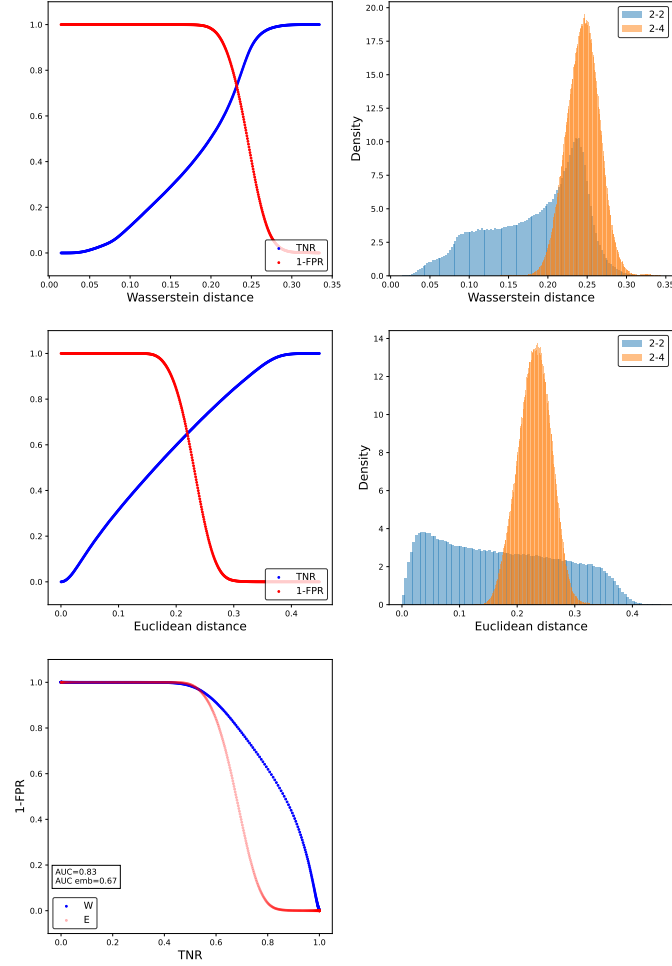 1.0
0.8
0.6
0.4
0.2
0.0
TNR
1-FPR
0.00 0.05 0.10 0.15 0.20 0.25 0.30 0.35
Wasserstein distance
20.0
17.5
15.0
12.5
10.0
7.5
5.0
2.5
0.0
Density
2-2
2-4
0.00 0.05 0.10 0.15 0.20 0.25 0.30 0.35
Wasserstein distance
1.0
0.8
0.6
0.4
0.2
0.0
TNR
1-FPR
0.0 0.1 0.2 0.3 0.4
Euclidean distance
14
12
10
8
6
4
2
0
Density
2-2
2-4
0.0 0.1 0.2 0.3 0.4
Euclidean distance
1.0
0.8
0.6
0.4
0.2
0.0
1-FPR
AUC=0.83
AUC emb=0.67
W
E
0.0 0.2 0.4 0.6 0.8 1.0
TNR